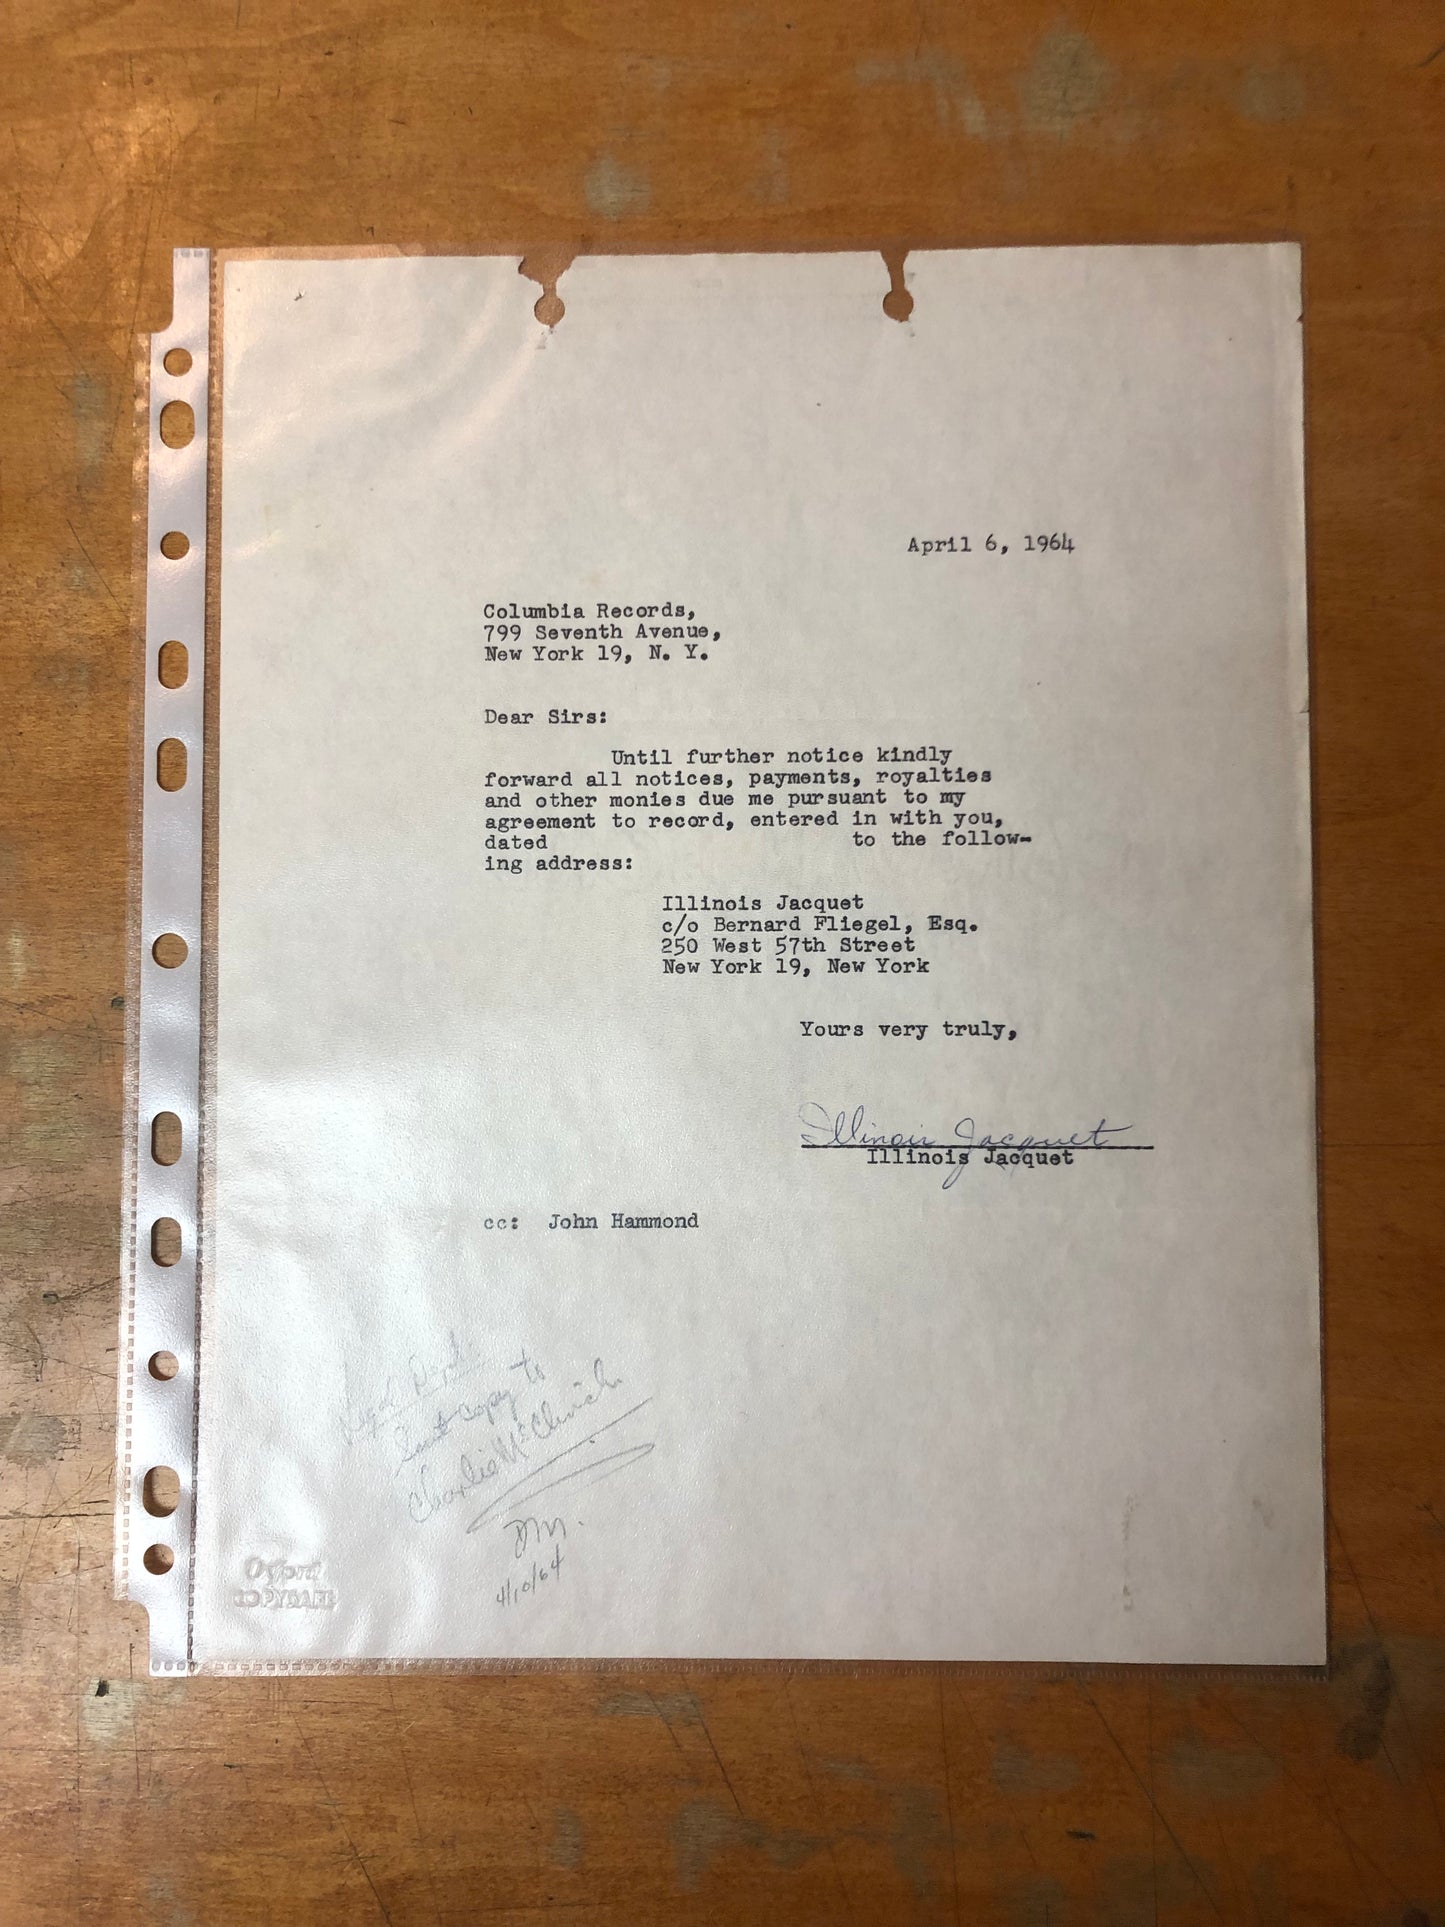 April 6, 1964
Columbia Records,
799 Seventh Avenue,
New York 19, N. Y.
Dear Sirs:
Until further notice kindly
forward all notices, payments, royalties
and other monies due me pursuant to my
agreement to record, entered in with you,
dated to the follow-
ing address:
Illinois Jacquet
c/o Bernard Fliegel, Esq.
250 West 57th Street
New York 19, New York
Yours very truly,
Illinois Jacquet
Illinois Jacquet
cc: John Hammond
Sent copy to
Charlie
4/10/64
COPYSAFE